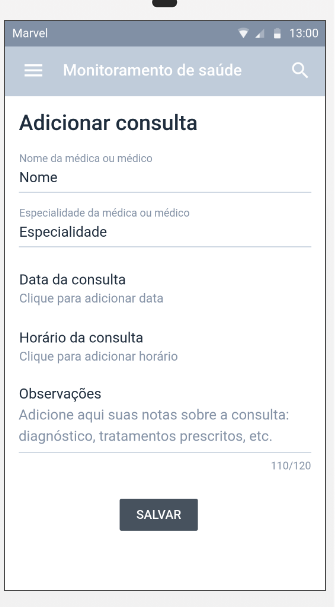 Marvel 13:00
Monitoramento de saúde
Adicionar consulta
Nome da médica ou médico
Nome
Especialidade da médica ou médico
Especialidade
Data da consulta
Clique para adicionar data
Horário da consulta
Clique para adicionar horário
Observações
Adicione aqui suas notas sobre a consulta:
diagnóstico, tratamentos prescritos, etc.
110/120
SALVAR